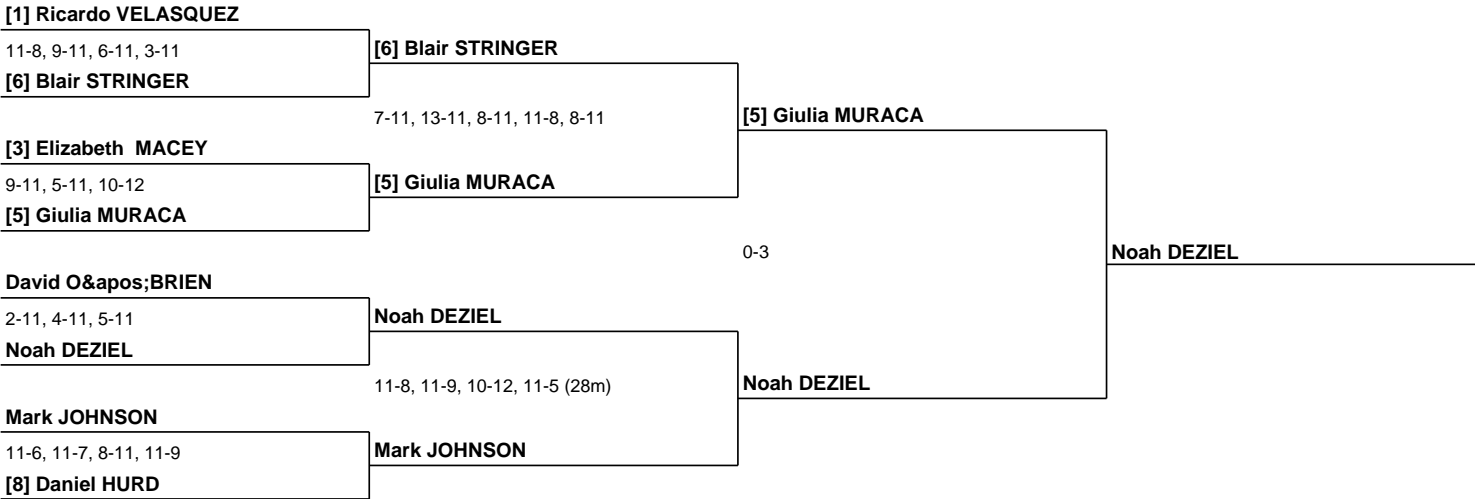 [1] Ricardo VELASQUEZ
11-8, 9-11, 6-11, 3-11
[6] Blair STRINGER
[6] Blair STRINGER
7-11, 13-11, 8-11, 11-8, 8-11
[5] Giulia MURACA
[3] Elizabeth  MACEY
9-11, 5-11, 10-12
[5] Giulia MURACA
[5] Giulia MURACA
0-3
Noah DEZIEL
David O&apos;BRIEN
2-11, 4-11, 5-11
Noah DEZIEL
Noah DEZIEL
11-8, 11-9, 10-12, 11-5 (28m)
Noah DEZIEL
Mark JOHNSON
11-6, 11-7, 8-11, 11-9
Mark JOHNSON
[8] Daniel HURD